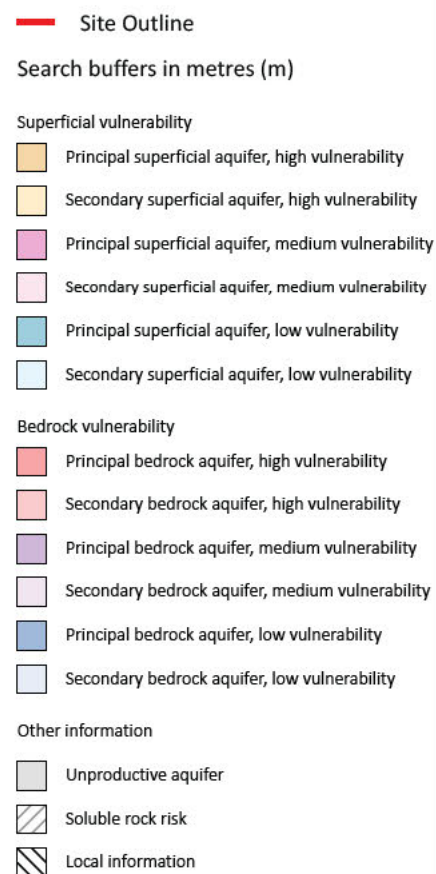 Site Outline
Search buffers in metres (m)
Superficial vulnerability
Principal superficial aquifer, high vulnerability
Secondary superficial aquifer, high vulnerability
Principal superficial aquifer, medium vulnerability
Secondary superficial aquifer, medium vulnerability
Principal superficial aquifer, low vulnerability
Secondary superficial aquifer, low vulnerability
Bedrock vulnerability
Principal bedrock aquifer, high vulnerability
Secondary bedrock aquifer, high vulnerability
Principal bedrock aquifer, medium vulnerability
Secondary bedrock aquifer, medium vulnerability
Principal bedrock aquifer, low vulnerability
Secondary bedrock aquifer, low vulnerability
Other information
Unproductive aquifer
Soluble rock risk
Local information